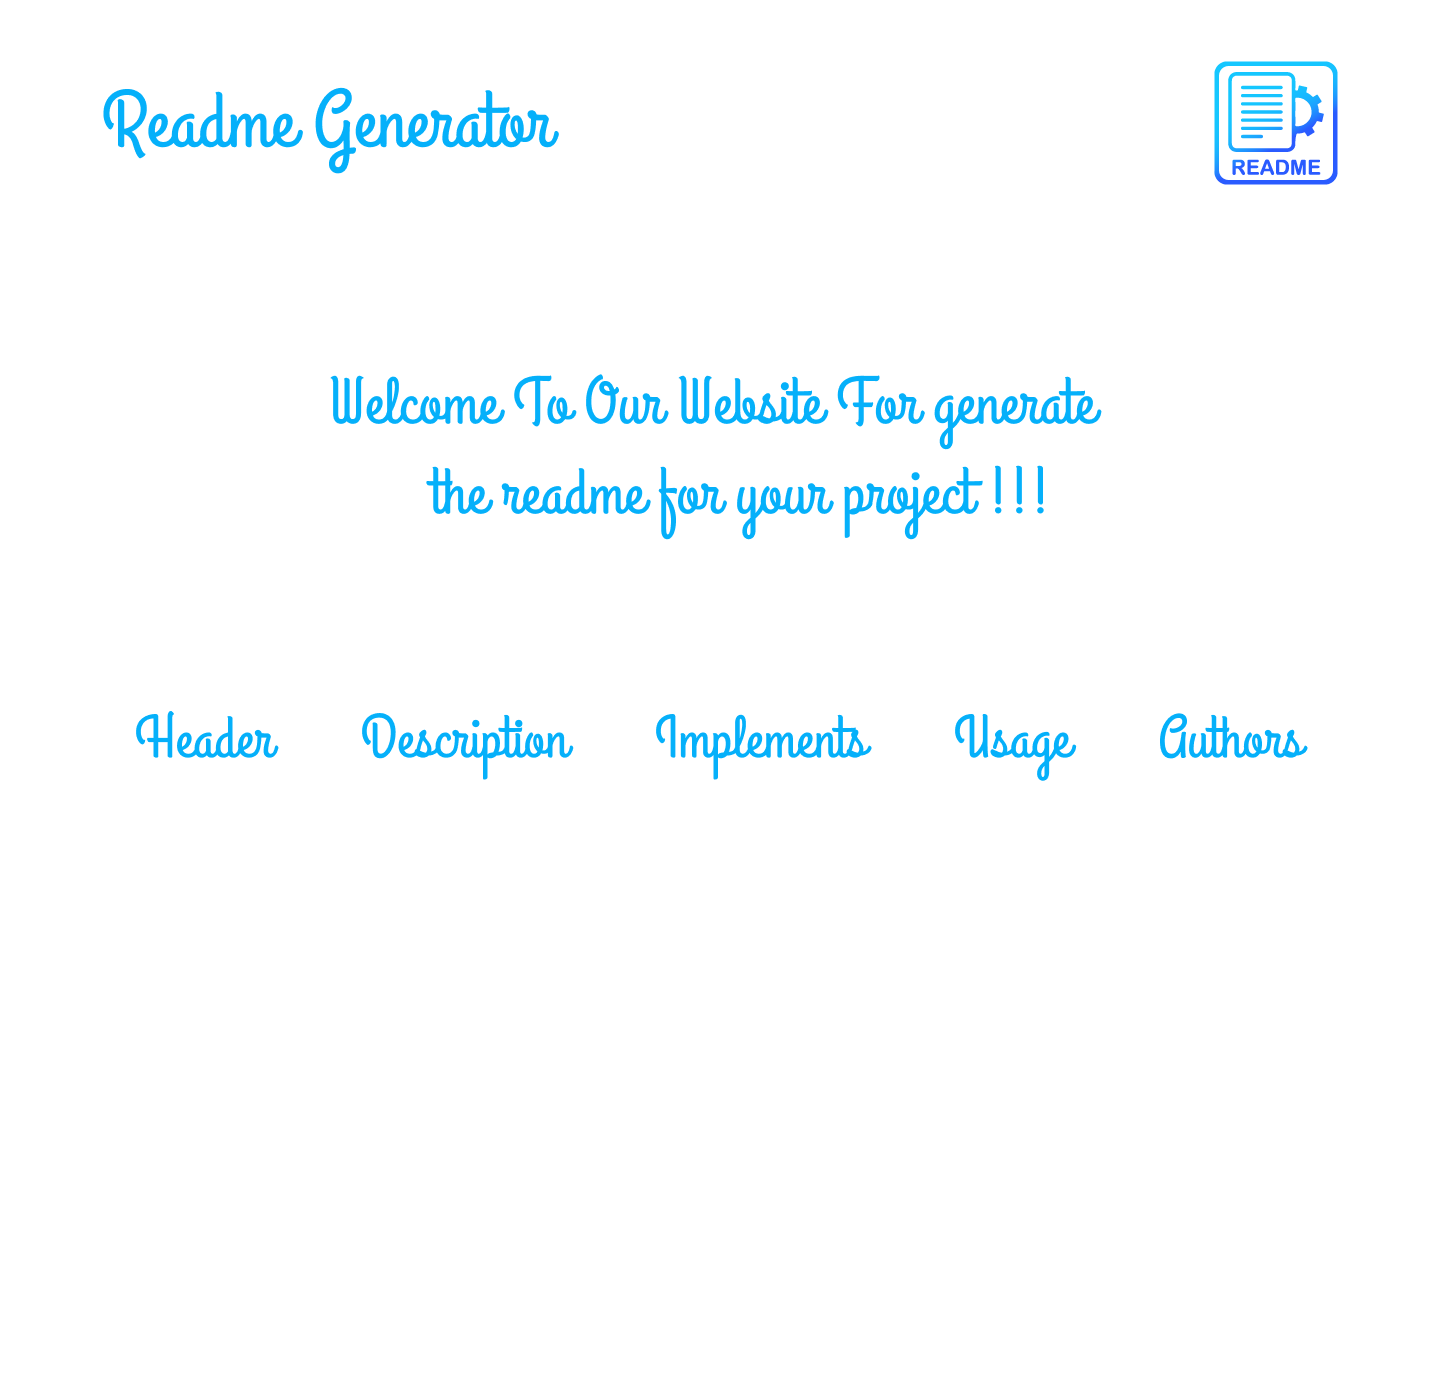 Readme Generator
README
Welcome To Our Website For generate
the readme for your project !!!
Header Description Implements Usage Authors